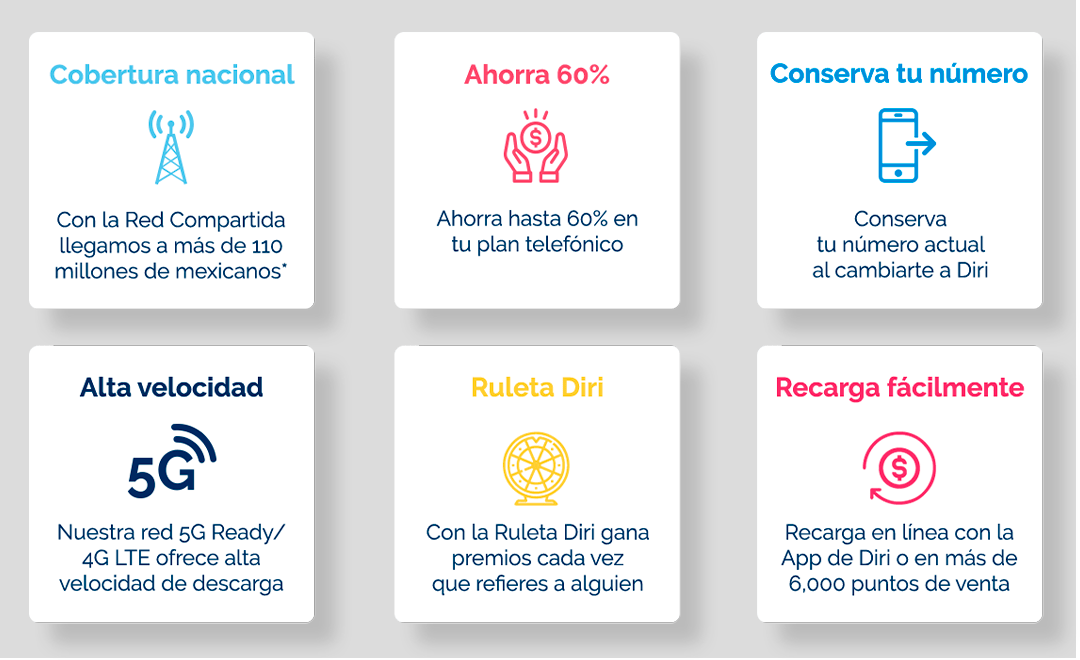 Cobertura nacional
Con la Red Compartida
llegamos a más de 110
millones de mexicanos*
Ahorra 60%
$
Ahorra hasta 60% en
tu plan telefónico
Conserva tu número
Conserva
tu número actual
al cambiarte a Diri
Alta velocidad
5G
Nuestra red 5G Ready/
4G LTE ofrece alta
velocidad de descarga
Ruleta Diri
Con la Ruleta Diri gana
premios cada vez
que refieres a alguien
Recarga fácilmente
$
Recarga en línea con la
App de Diri o en más de
6,000 puntos de venta